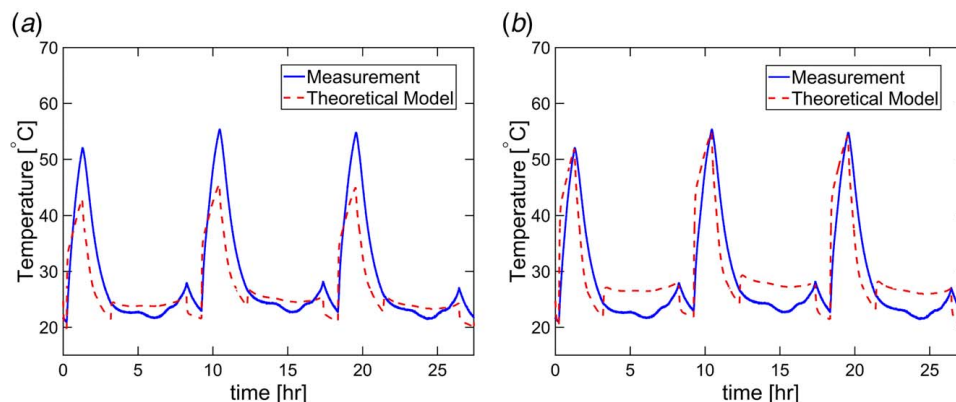 (a)
70
60
50
40
30
20
Temperature [°C]
0 5 10 15 20 25
time [hr]
Measurement
Theoretical Model
(b)
70
60
50
40
30
20
Temperature [°C]
0 5 10 15 20 25
time [hr]
Measurement
Theoretical Model